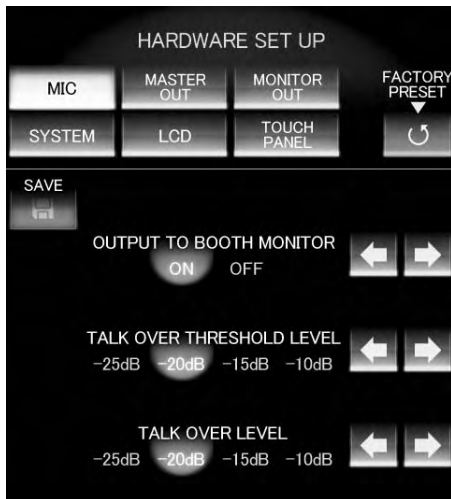 HARDWARE SET UP
MIC
MASTER OUT
MONITOR OUT
FACTORY PRESET
SYSTEM
LCD
TOUCH PANEL
SAVE
OUTPUT TO BOOTH MONITOR
ON OFF
TALK OVER THRESHOLD LEVEL
-25dB -20dB -15dB -10dB
TALK OVER LEVEL
-25dB -20dB -15dB -10dB